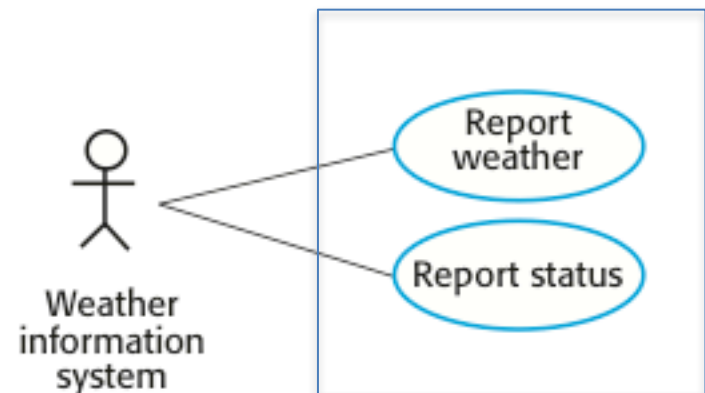 Report
weather
Report status
Weather
information
system